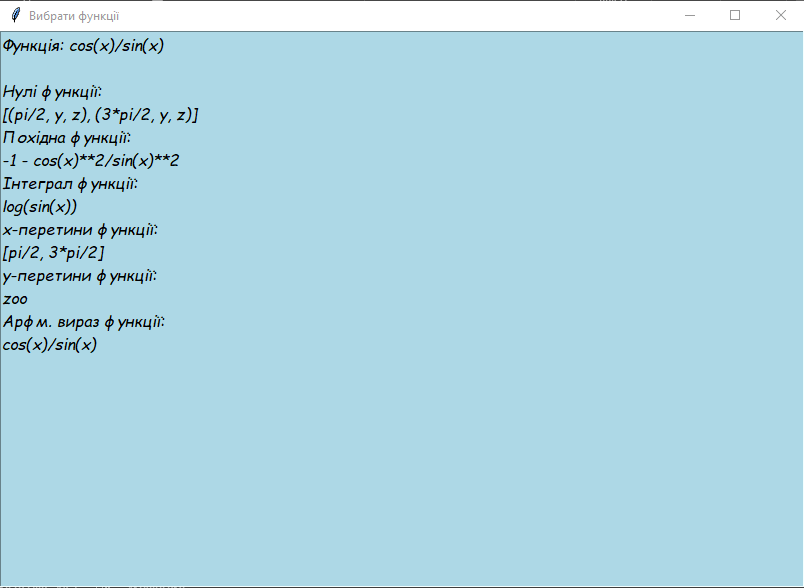 Вибрати функції
Функція: cos(x)/sin(x)
Нулі функції:
[(pi/2, y, z), (3*pi/2, y, z)]
Похідна функції:
-1 - cos(x)**2/sin(x)**2
Інтеграл функції:
log(sin(x))
x-перетини функції:
[pi/2, 3*pi/2]
y-перетини функції:
zoo
Арфм. вираз функції:
cos(x)/sin(x)